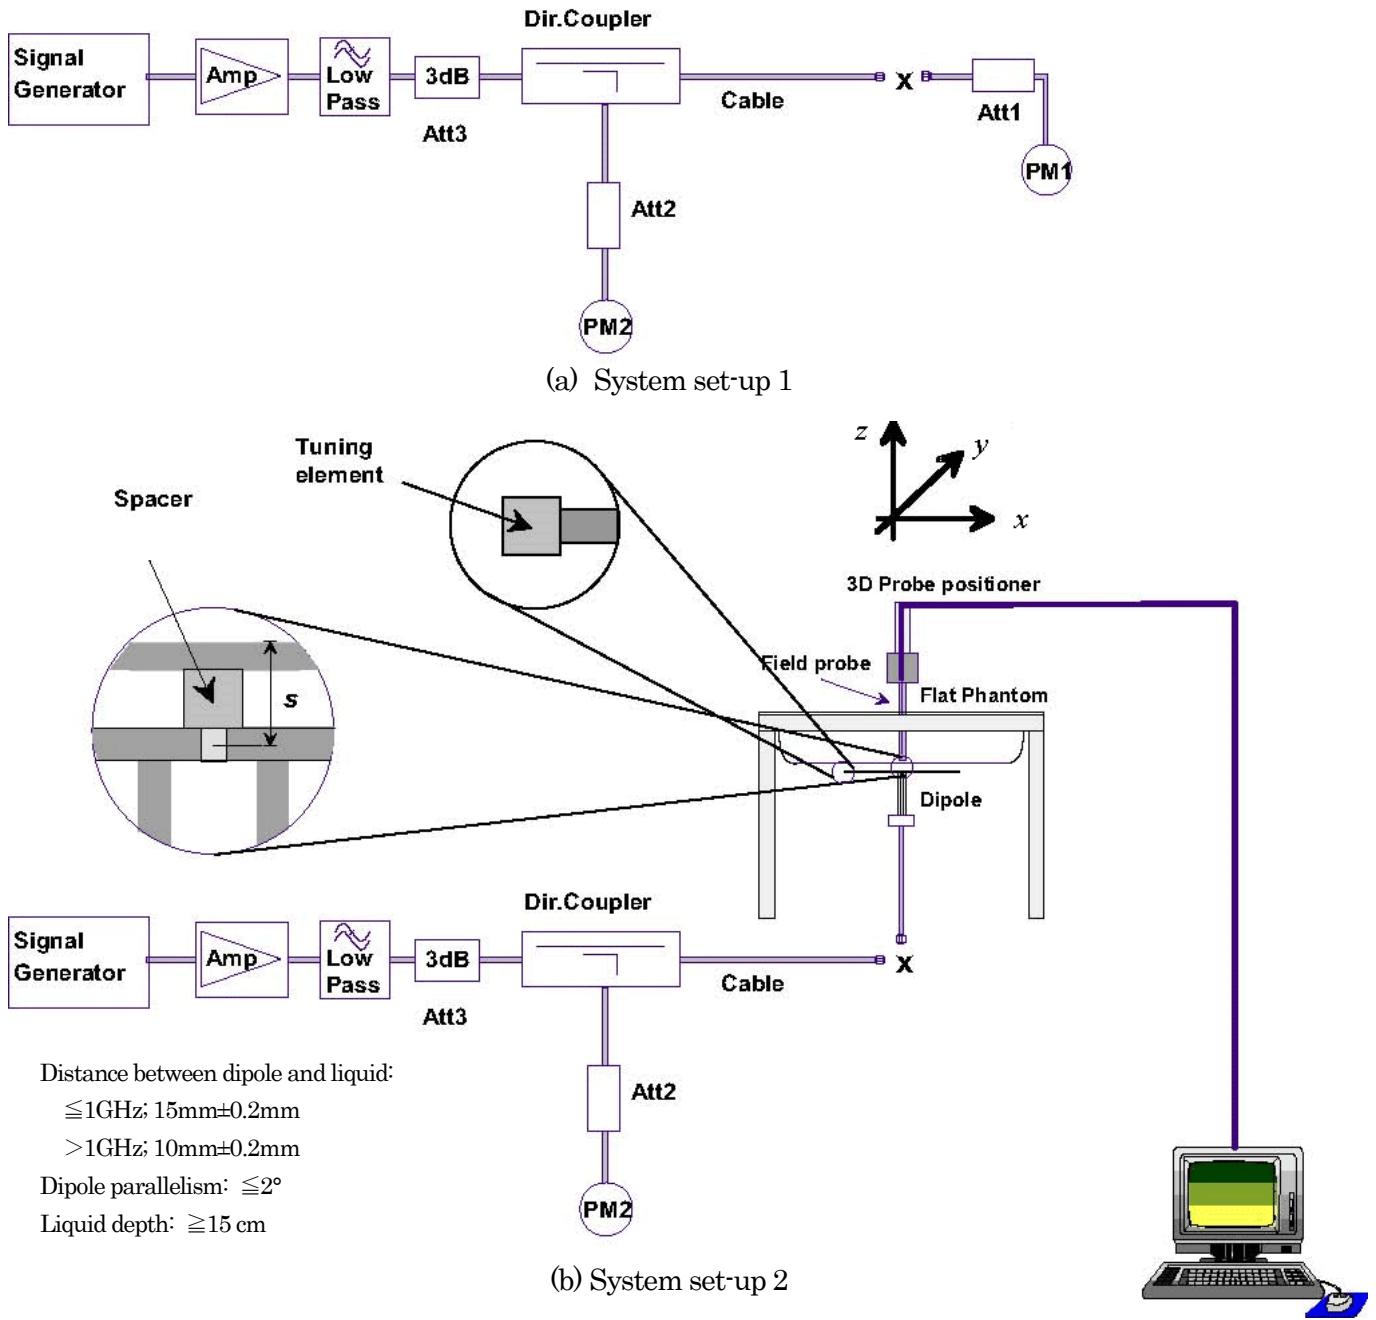 Dir.Coupler
Signal
Generator
Amp
Low
Pass
3dB
Att3
Cable
X
Att1
PM1
Att2
PM2
(a) System set-up 1
Tuning
element
Spacer
s
z
y
x
3D Probe positioner
Field probe
Flat Phantom
Dipole
Dir.Coupler
Signal
Generator
Amp
Low
Pass
3dB
Att3
Cable
X
Att2
PM2
Distance between dipole and liquid:
≦1GHz; 15mm±0.2mm
>1GHz; 10mm±0.2mm
Dipole parallelism: ≦2°
Liquid depth: ≧15 cm
(b) System set-up 2